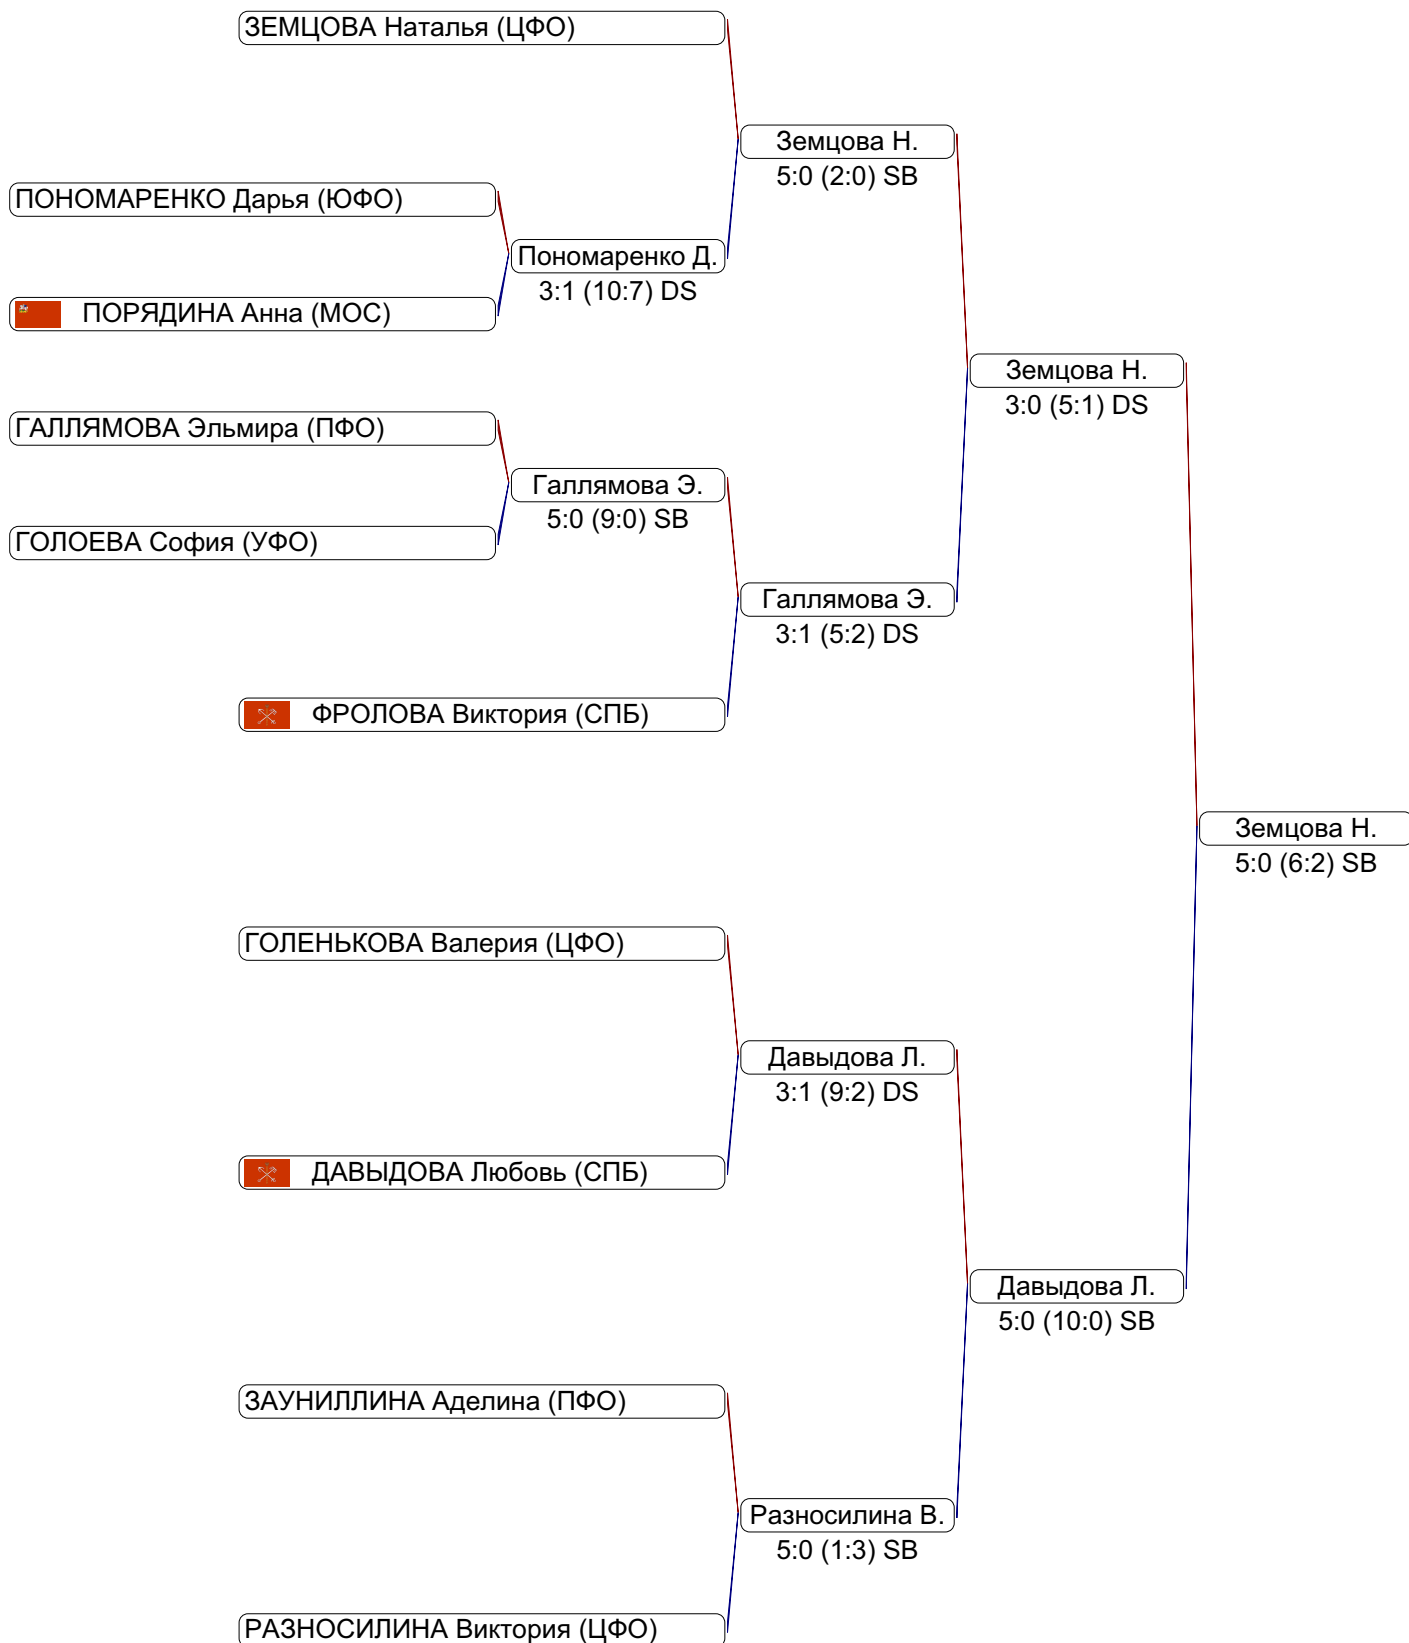 ЗЕМЦОВА Наталья (ЦФО)
Земцова Н.
5:0 (2:0) SB
ПОНОМАРЕНКО Дарья (ЮФО)
Пономаренко Д.
3:1 (10:7) DS
ПОРЯДИНА Анна (МОС)
Земцова Н.
3:0 (5:1) DS
ГАЛЛЯМОВА Эльмира (ПФО)
Галлямова Э.
5:0 (9:0) SB
ГОЛОЕВА София (УФО)
Галлямова Э.
3:1 (5:2) DS
ФРОЛОВА Виктория (СПБ)
Земцова Н.
5:0 (6:2) SB
ГОЛЕНЬКОВА Валерия (ЦФО)
Давыдова Л.
3:1 (9:2) DS
ДАВЫДОВА Любовь (СПБ)
Давыдова Л.
5:0 (10:0) SB
ЗАУНИЛЛИНА Аделина (ПФО)
Разносилина В.
5:0 (1:3) SB
РАЗНОСИЛИНА Виктория (ЦФО)